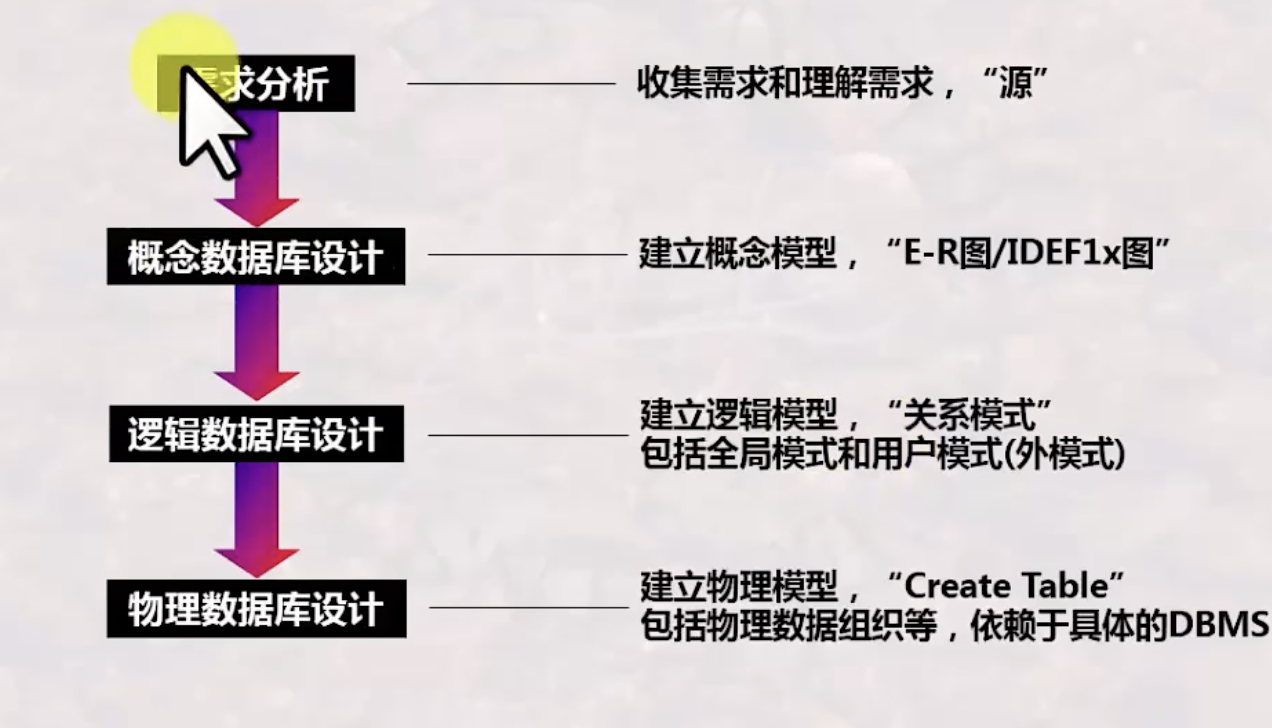 需求分析
收集需求和理解需求，“源”
概念数据库设计
建立概念模型，“E-R图/IDEF1x图”
逻辑数据库设计
建立逻辑模型，“关系模式”
包括全局模式和用户模式(外模式)
物理数据库设计
建立物理模型，“Create Table”
包括物理数据组织等，依赖于具体的DBMS